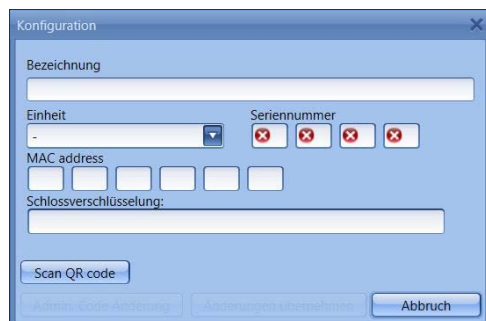 Konfiguration
Bezeichnung
Einheit Seriennummer
-
MAC address
Schlossverschlüsselung:
Scan QR code
Admin. Code Änderung Änderungen übernehmen Abbruch